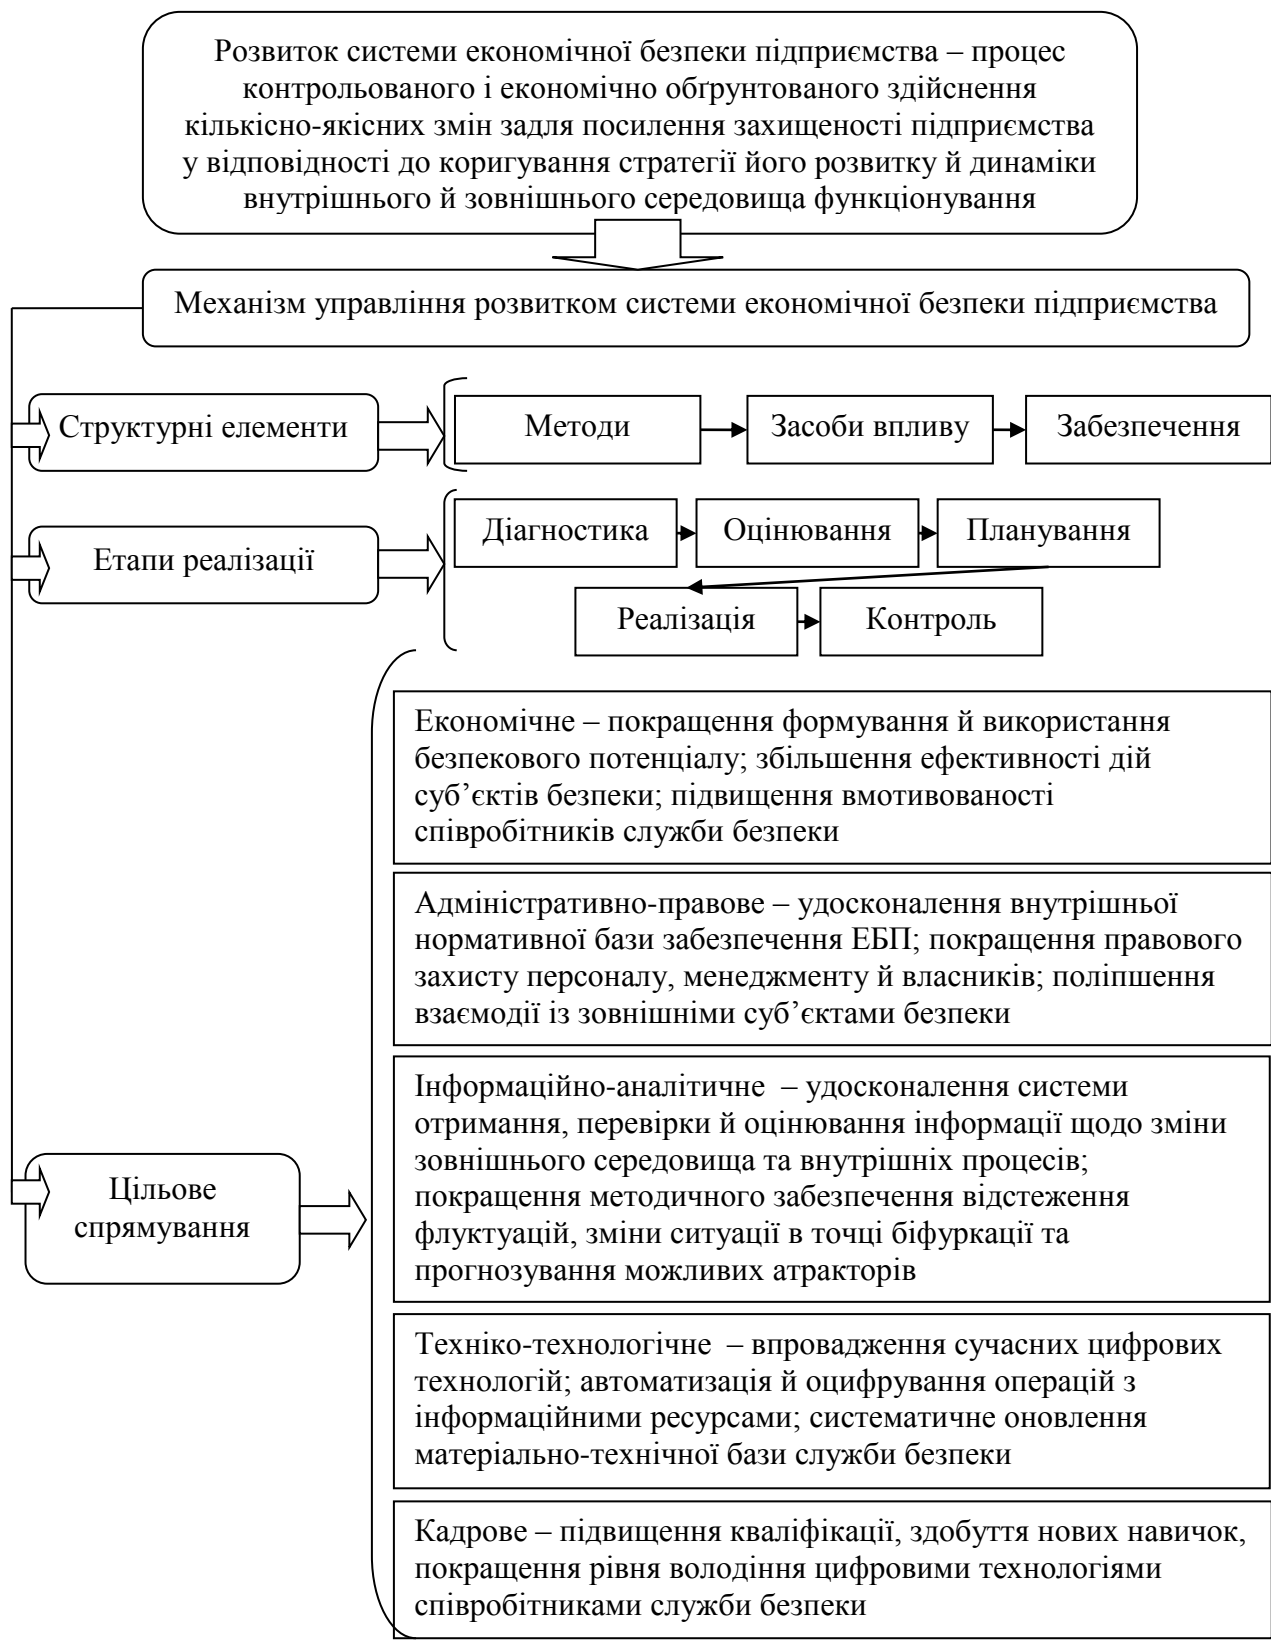 Розвиток системи економічної безпеки підприємства – процес
контрольованого і економічно обґрунтованого здійснення
кількісно-якісних змін задля посилення захищеності підприємства
у відповідності до коригування стратегії його розвитку й динаміки
внутрішнього й зовнішнього середовища функціонування
Механізм управління розвитком системи економічної безпеки підприємства
Структурні елементи
Методи
Засоби впливу
Забезпечення
Етапи реалізації
Діагностика
Оцінювання
Планування
Реалізація
Контроль
Цільове
спрямування
Економічне – покращення формування й використання
безпекового потенціалу; збільшення ефективності дій
суб’єктів безпеки; підвищення вмотивованості
співробітників служби безпеки
Адміністративно-правове – удосконалення внутрішньої
нормативної бази забезпечення ЕБП; покращення правового
захисту персоналу, менеджменту й власників; поліпшення
взаємодії із зовнішніми суб’єктами безпеки
Інформаційно-аналітичне – удосконалення системи
отримання, перевірки й оцінювання інформації щодо зміни
зовнішнього середовища та внутрішніх процесів;
покращення методичного забезпечення відстеження
флуктуацій, зміни ситуації в точці біфуркації та
прогнозування можливих атракторів
Техніко-технологічне – впровадження сучасних цифрових
технологій; автоматизація й оцифрування операцій з
інформаційними ресурсами; систематичне оновлення
матеріально-технічної бази служби безпеки
Кадрове – підвищення кваліфікації, здобуття нових навичок,
покращення рівня володіння цифровими технологіями
співробітниками служби безпеки